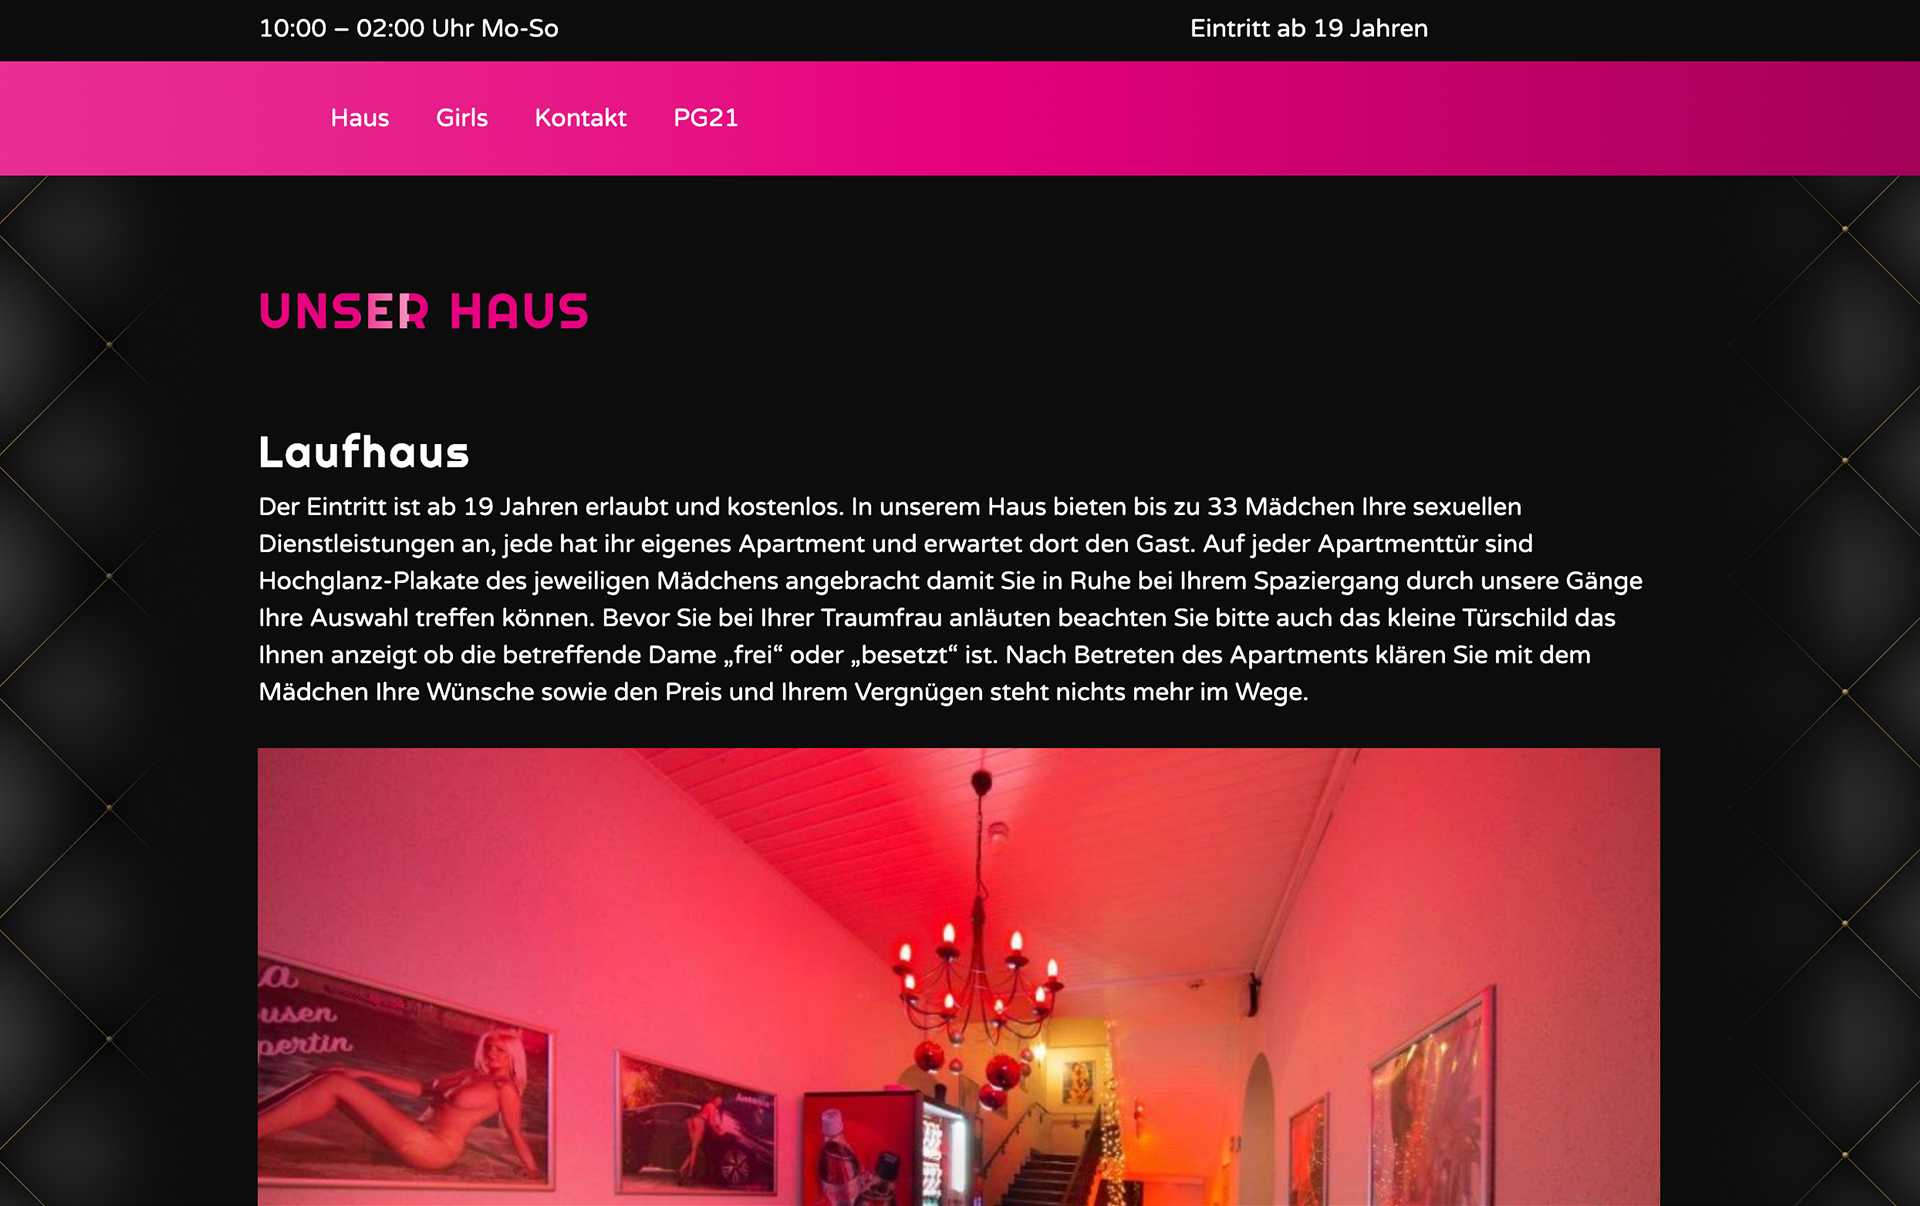 10:00 – 02:00 Uhr Mo-So
Eintritt ab 19 Jahren
Haus
Girls
Kontakt
PG21
UNSER HAUS
Laufhaus
Der Eintritt ist ab 19 Jahren erlaubt und kostenlos. In unserem Haus bieten bis zu 33 Mädchen Ihre sexuellen
Dienstleistungen an, jede hat ihr eigenes Apartment und erwartet dort den Gast. Auf jeder Apartmenttür sind
Hochglanz-Plakate des jeweiligen Mädchens angebracht damit Sie in Ruhe bei Ihrem Spaziergang durch unsere Gänge
Ihre Auswahl treffen können. Bevor Sie bei Ihrer Traumfrau anläuten beachten Sie bitte auch das kleine Türschild das
Ihnen anzeigt ob die betreffende Dame „frei“ oder „besetzt“ ist. Nach Betreten des Apartments klären Sie mit dem
Mädchen Ihre Wünsche sowie den Preis und Ihrem Vergnügen steht nichts mehr im Wege.
a
usen
pertin